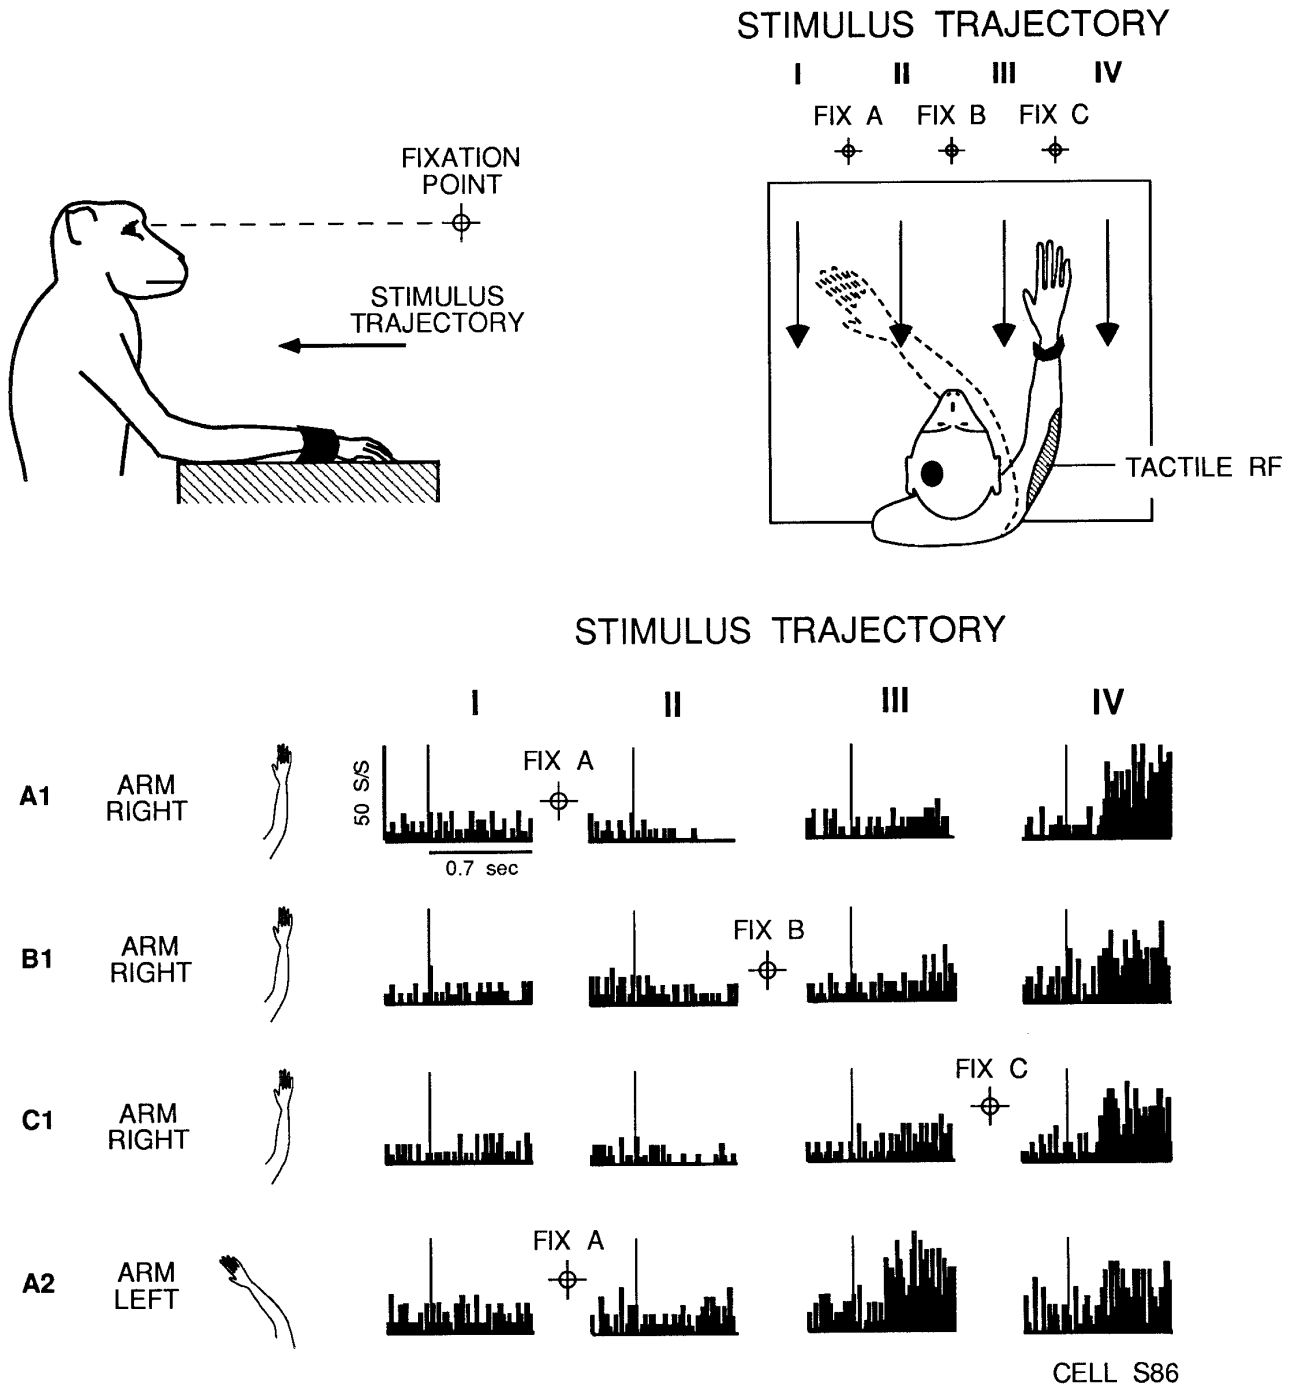 STIMULUS TRAJECTORY
I II III IV
FIX A FIX B FIX C
FIXATION
POINT
STIMULUS
TRAJECTORY
TACTILE RF
STIMULUS TRAJECTORY
I II III IV
A1 ARM
RIGHT
50 S/S
FIX A
0.7 sec
B1 ARM
RIGHT
FIX B
C1 ARM
RIGHT
FIX C
A2 ARM
LEFT
FIX A
CELL S86